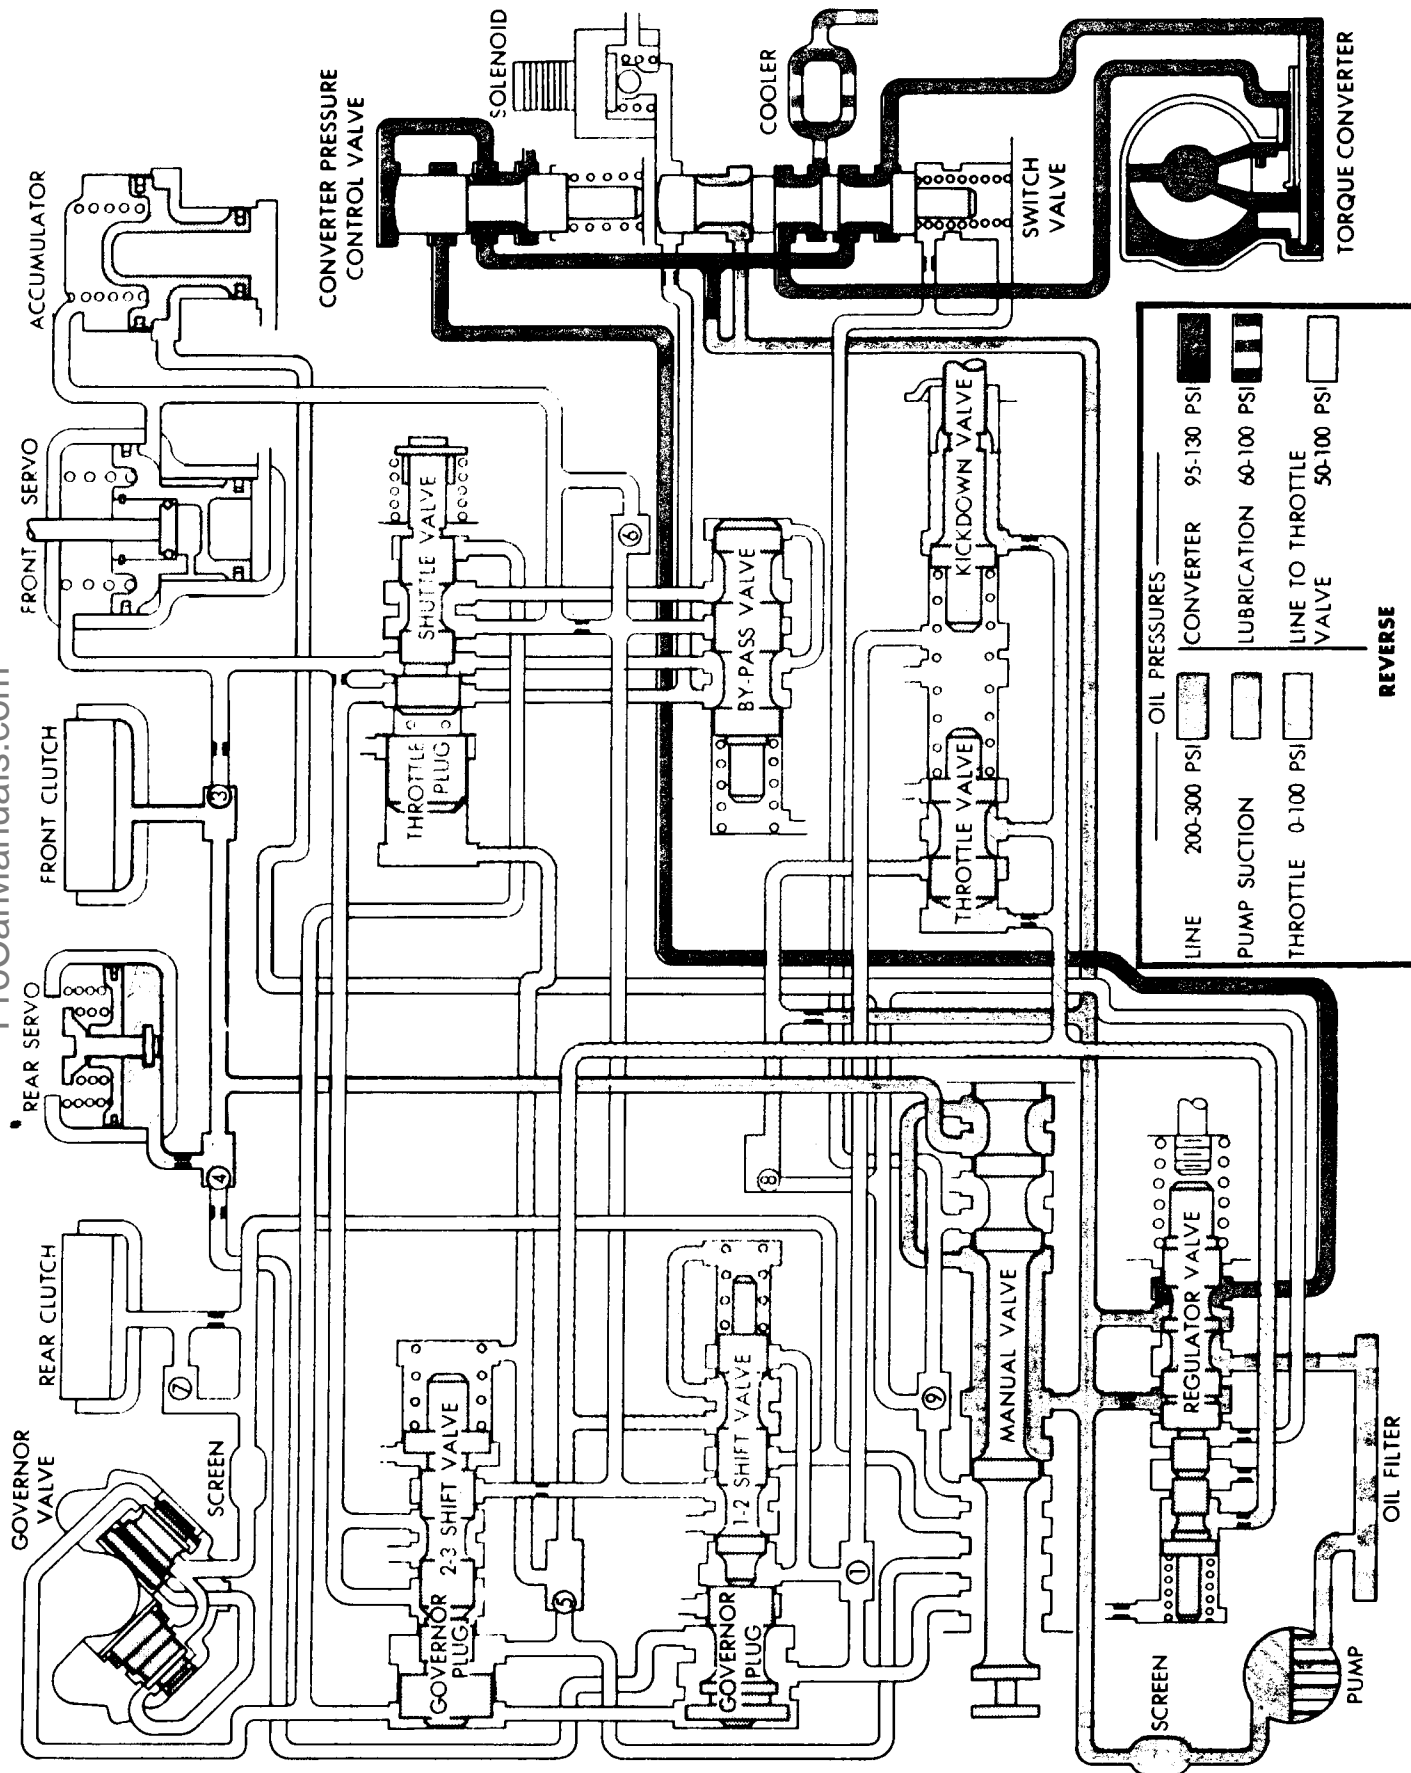 GOVERNOR
VALVE
SCREEN
REAR CLUTCH
7
REAR SERVO
4
FRONT CLUTCH
3
FRONT SERVO
ACCUMULATOR
CONVERTER PRESSURE
CONTROL VALVE
SOLENOID
COOLER
SWITCH
VALVE
TORQUE CONVERTER
GOVERNOR
PLUG
2-3 SHIFT VALVE
5
THROTTLE
PLUG
SHUTTLE VALVE
6
BY-PASS VALVE
GOVERNOR
PLUG
1-2 SHIFT VALVE
1
8
THROTTLE VALVE
KICKDOWN VALVE
9
MANUAL VALVE
REGULATOR VALVE
SCREEN
PUMP
OIL FILTER
OIL PRESSURES
LINE 200-300 PSI
CONVERTER 95-130 PSI
PUMP SUCTION
LUBRICATION 60-100 PSI
THROTTLE 0-100 PSI
LINE TO THROTTLE
VALVE 50-100 PSI
REVERSE